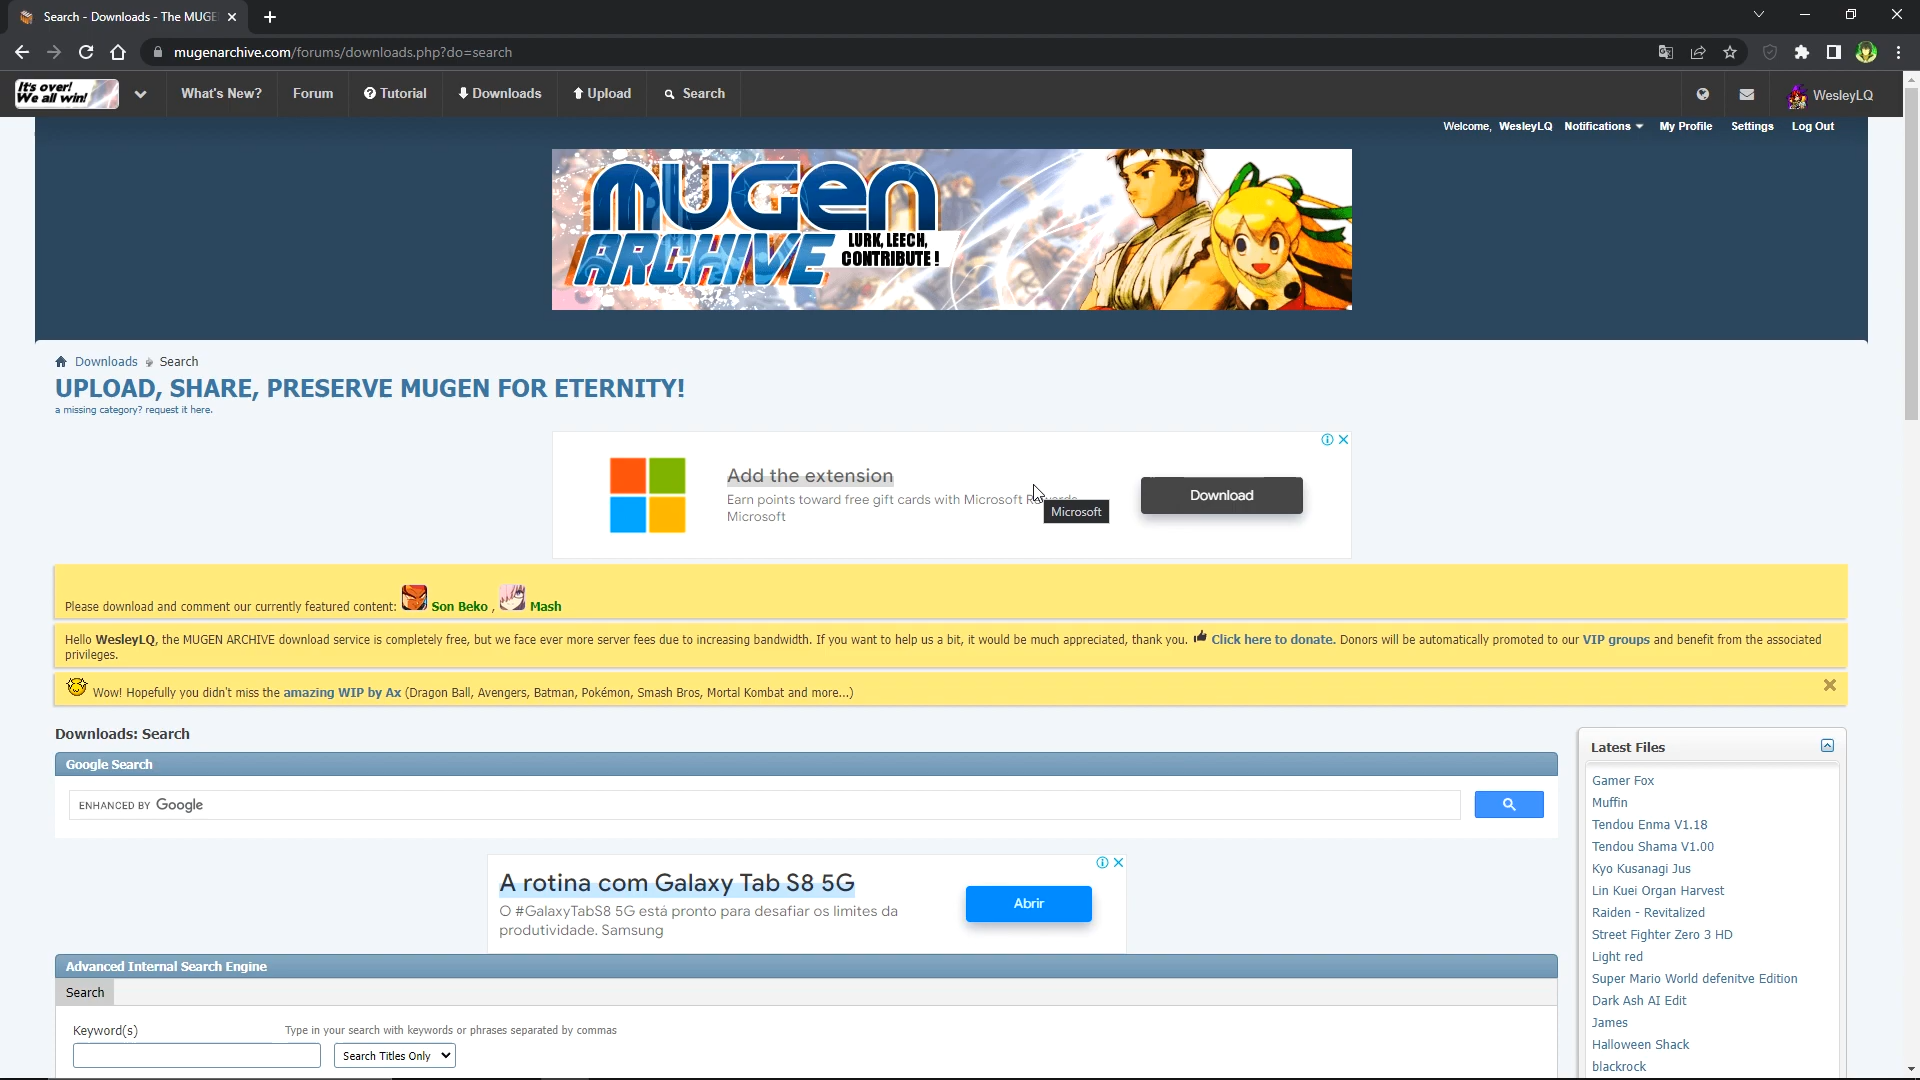 Search - Downloads - The MUGE
mugenarchive.com/forums/downloads.php?do=search
It's over!
We all win!
What's New?
Forum
Tutorial
Downloads
Upload
Search
WesleyLQ
Welcome, WesleyLQ Notifications My Profile Settings Log Out
MUGEN
ARCHIVE
LURK, LEECH,
CONTRIBUTE !
Downloads Search
UPLOAD, SHARE, PRESERVE MUGEN FOR ETERNITY!
a missing category? request it here.
Add the extension
Earn points toward free gift cards with Microsoft
Microsoft
Microsoft
Download
Please download and comment our currently featured content: Son Beko , Mash
Hello WesleyLQ, the MUGEN ARCHIVE download service is completely free, but we face ever more server fees due to increasing bandwidth. If you want to help us a bit, it would be much appreciated, thank you. Click here to donate. Donors will be automatically promoted to our VIP groups and benefit from the associated
privileges.
Wow! Hopefully you didn't miss the amazing WIP by Ax (Dragon Ball, Avengers, Batman, Pokémon, Smash Bros, Mortal Kombat and more...)
Downloads: Search
Google Search
ENHANCED BY Google
A rotina com Galaxy Tab S8 5G
O #GalaxyTabS8 5G está pronto para desafiar os limites da
produtividade. Samsung
Abrir
Advanced Internal Search Engine
Search
Keyword(s)
Type in your search with keywords or phrases separated by commas
Search Titles Only
Latest Files
Gamer Fox
Muffin
Tendou Enma V1.18
Tendou Shama V1.00
Kyo Kusanagi Jus
Lin Kuei Organ Harvest
Raiden - Revitalized
Street Fighter Zero 3 HD
Light red
Super Mario World defenitve Edition
Dark Ash AI Edit
James
Halloween Shack
blackrock